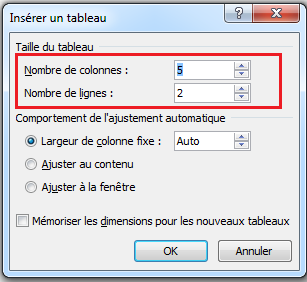 Insérer un tableau
Taille du tableau
Nombre de colonnes : 5
Nombre de lignes : 2
Comportement de l'ajustement automatique
Largeur de colonne fixe : Auto
Ajuster au contenu
Ajuster à la fenêtre
Mémoriser les dimensions pour les nouveaux tableaux
OK Annuler